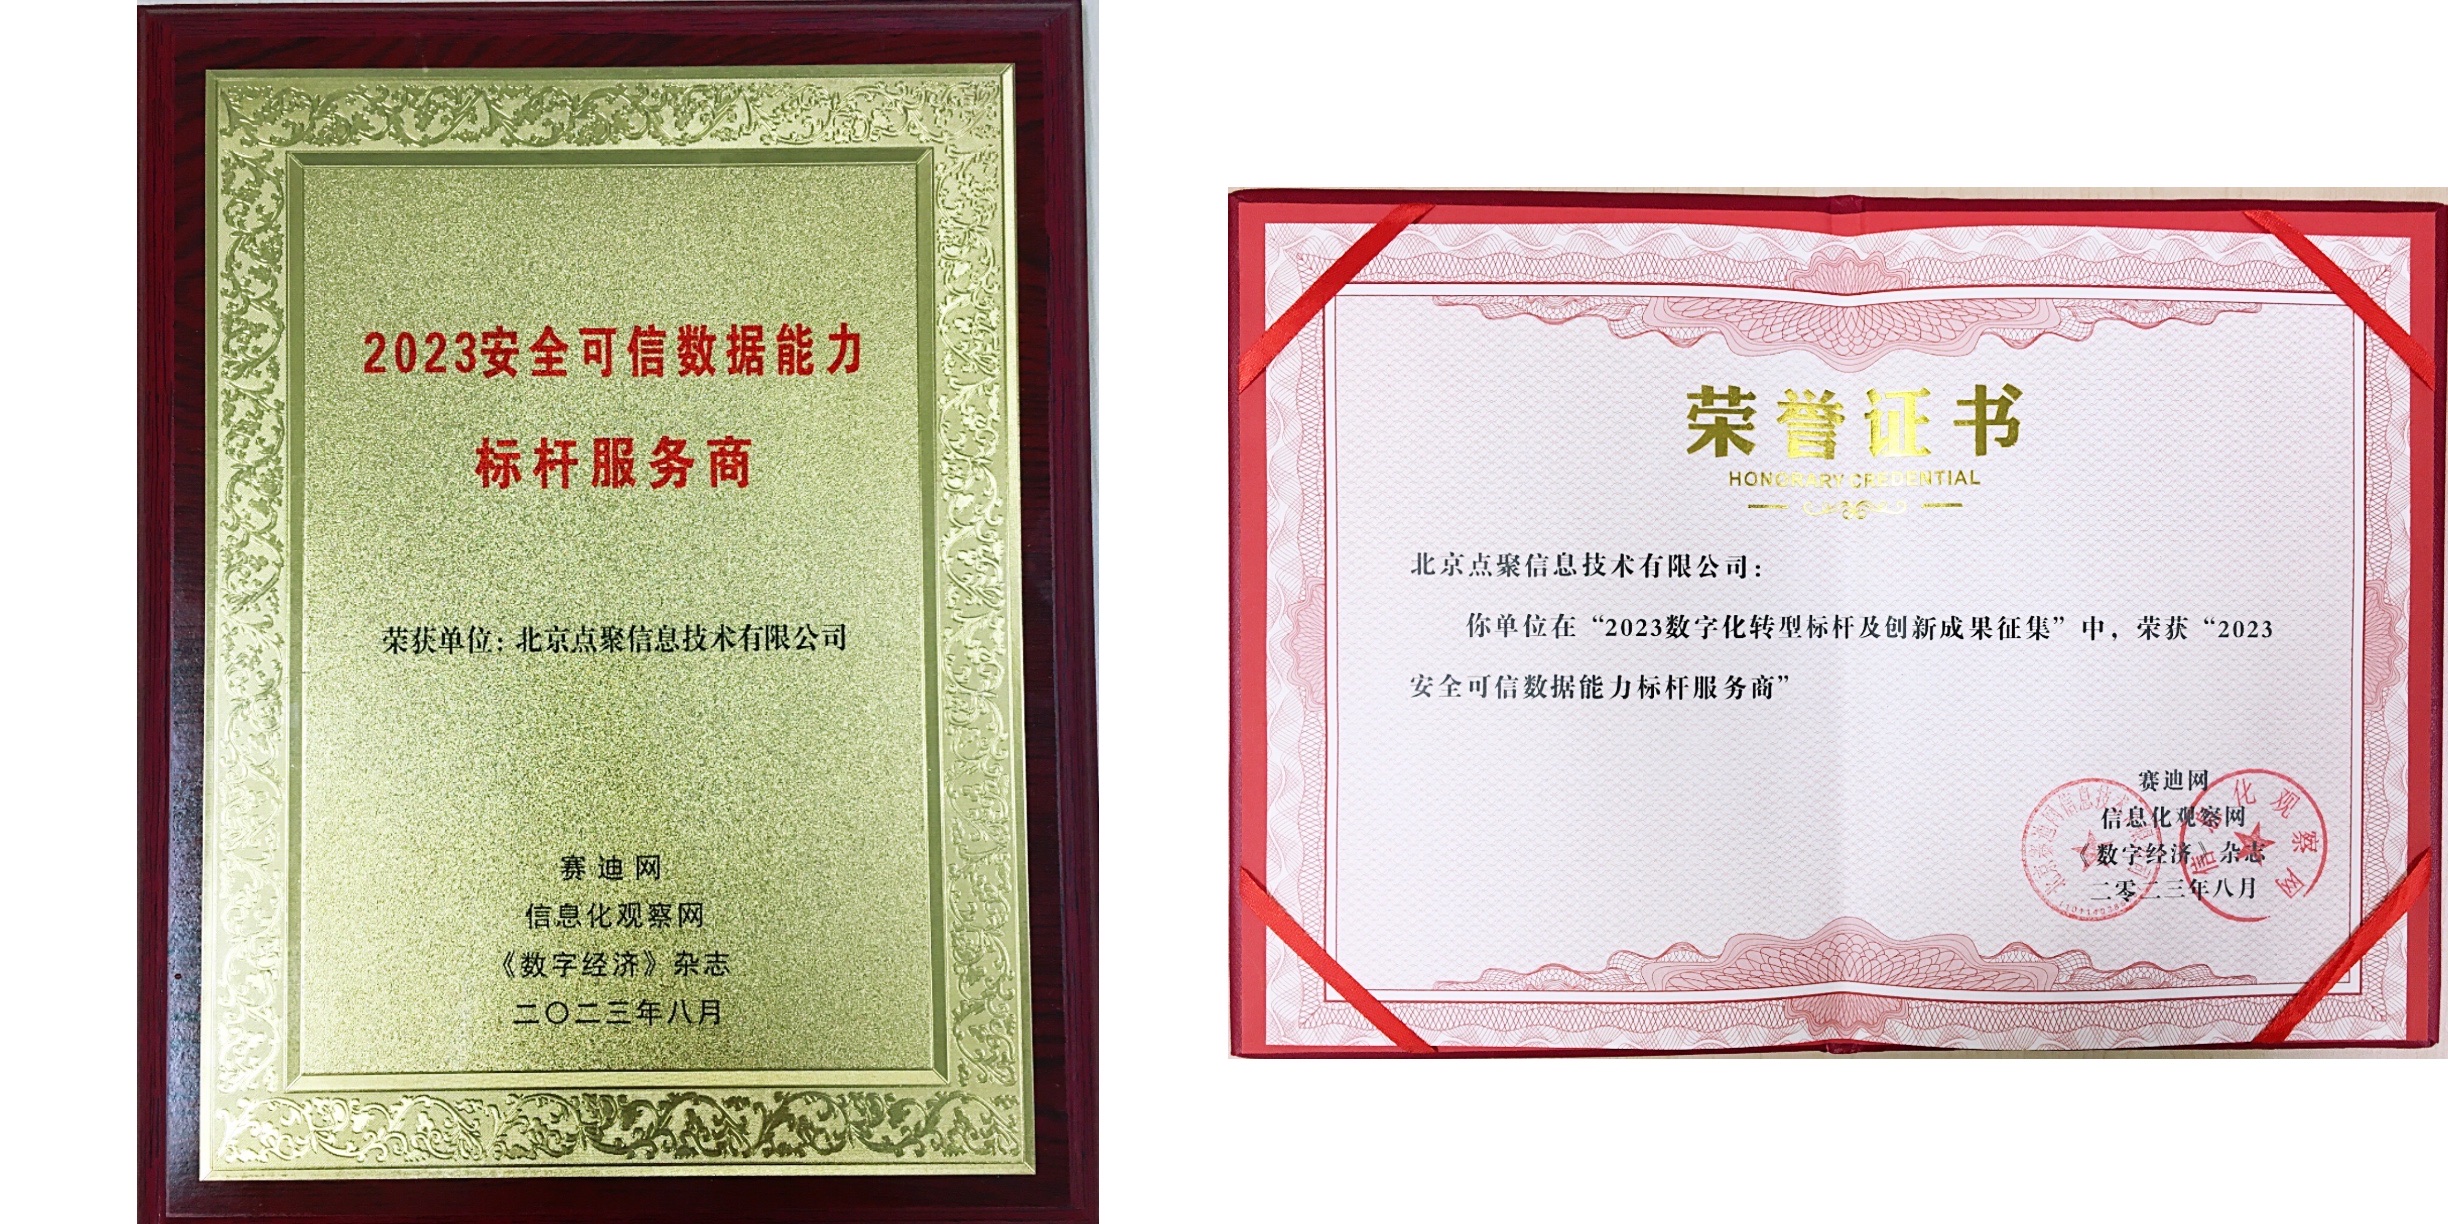 2023安全可信数据能力
标杆服务商
荣获单位：北京点聚信息技术有限公司
赛迪网
信息化观察网
《数字经济》杂志
二〇二三年八月
荣誉证书
HONORARY CREDENTIAL
北京点聚信息技术有限公司：
你单位在“2023数字化转型标杆及创新成果征集”中，荣获“2023
安全可信数据能力标杆服务商”
赛迪网
信息化观察网
《数字经济》杂志
二零二三年八月
信息化观察网